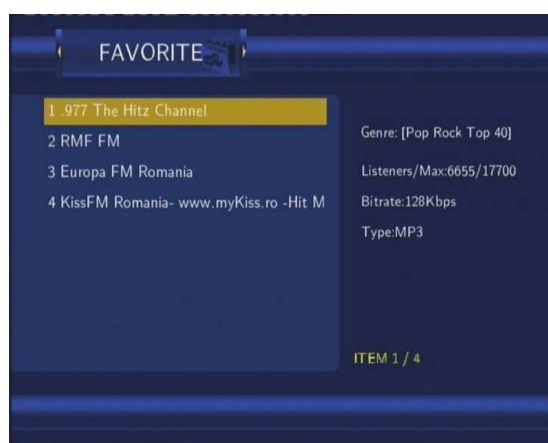 FAVORITE
1 .977 The Hitz Channel
2 RMF FM
3 Europa FM Romania
4 KissFM Romania- www.myKiss.ro -Hit M
Genre: [Pop Rock Top 40]
Listeners/Max:6655/17700
Bitrate:128Kbps
Type:MP3
ITEM 1 / 4